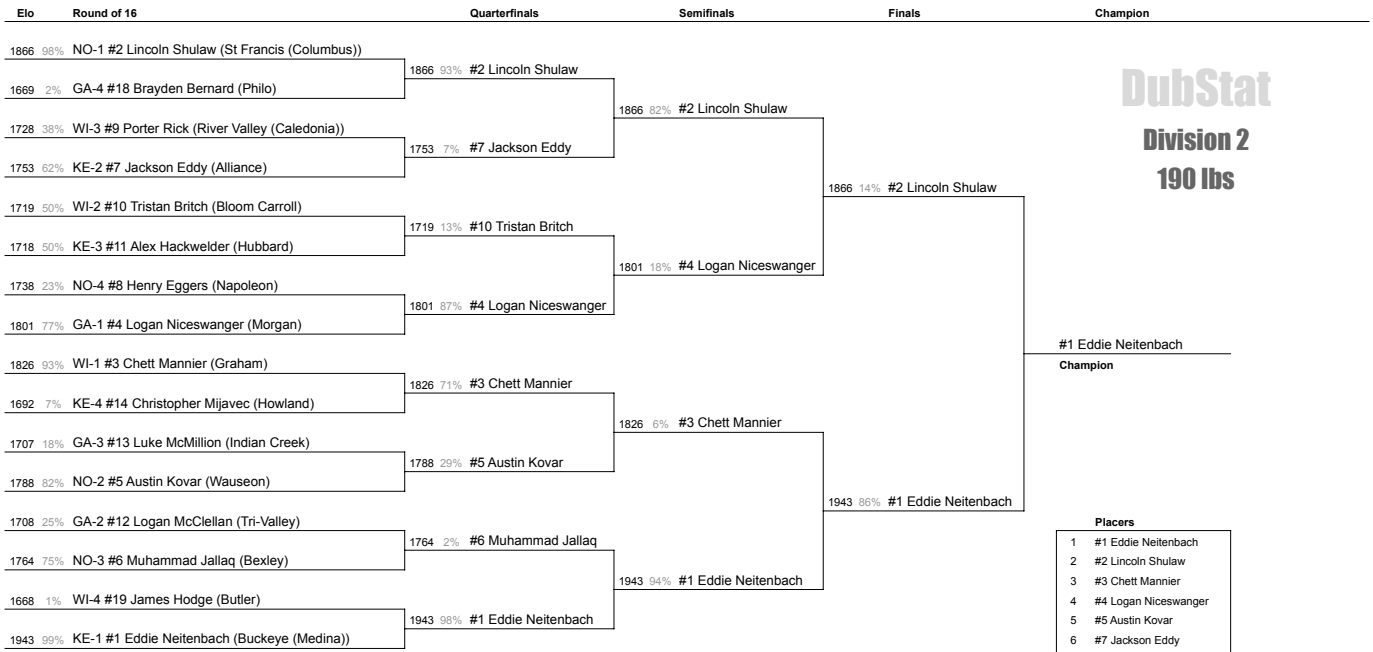 Elo Round of 16 Quarterfinals Semifinals Finals Champion
1866 98% NO-1 #2 Lincoln Shulaw (St Francis (Columbus))
1669 2% GA-4 #18 Brayden Bernard (Philo)
1728 38% WI-3 #9 Porter Rick (River Valley (Caledonia))
1753 62% KE-2 #7 Jackson Eddy (Alliance)
1719 50% WI-2 #10 Tristan Britch (Bloom Carroll)
1718 50% KE-3 #11 Alex Hackwelder (Hubbard)
1738 23% NO-4 #8 Henry Eggers (Napoleon)
1801 77% GA-1 #4 Logan Niceswanger (Morgan)
1826 93% WI-1 #3 Chett Mannier (Graham)
1692 7% KE-4 #14 Christopher Mijavec (Howland)
1707 18% GA-3 #13 Luke McMillion (Indian Creek)
1788 82% NO-2 #5 Austin Kovar (Wauseon)
1708 25% GA-2 #12 Logan McClellan (Tri-Valley)
1764 75% NO-3 #6 Muhammad Jallaq (Bexley)
1668 1% WI-4 #19 James Hodge (Butler)
1943 99% KE-1 #1 Eddie Neitenbach (Buckeye (Medina))
1866 93% #2 Lincoln Shulaw
1753 7% #7 Jackson Eddy
1719 13% #10 Tristan Britch
1801 87% #4 Logan Niceswanger
1826 71% #3 Chett Mannier
1788 29% #5 Austin Kovar
1764 2% #6 Muhammad Jallaq
1943 98% #1 Eddie Neitenbach
1866 82% #2 Lincoln Shulaw
1801 18% #4 Logan Niceswanger
1826 6% #3 Chett Mannier
1943 94% #1 Eddie Neitenbach
1866 14% #2 Lincoln Shulaw
1943 86% #1 Eddie Neitenbach
#1 Eddie Neitenbach
Champion
DubStat
Division 2
190 lbs
Placers
1 #1 Eddie Neitenbach
2 #2 Lincoln Shulaw
3 #3 Chett Mannier
4 #4 Logan Niceswanger
5 #5 Austin Kovar
6 #7 Jackson Eddy